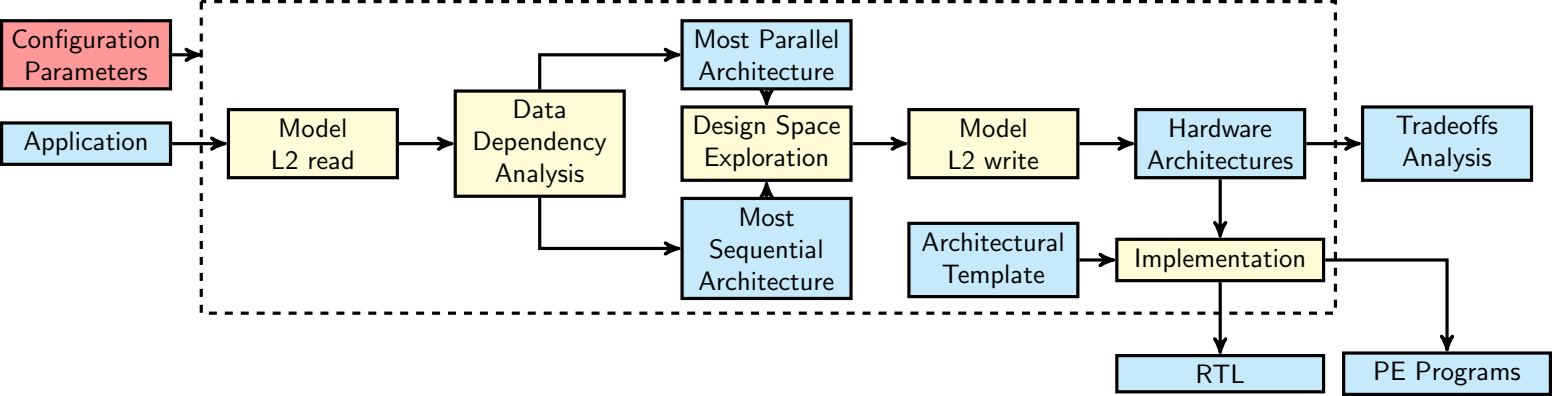 Configuration
Parameters
Application
Model
L2 read
Data
Dependency
Analysis
Most Parallel
Architecture
Design Space
Exploration
Most
Sequential
Architecture
Model
L2 write
Hardware
Architectures
Tradeoffs
Analysis
Architectural
Template
Implementation
RTL
PE Programs